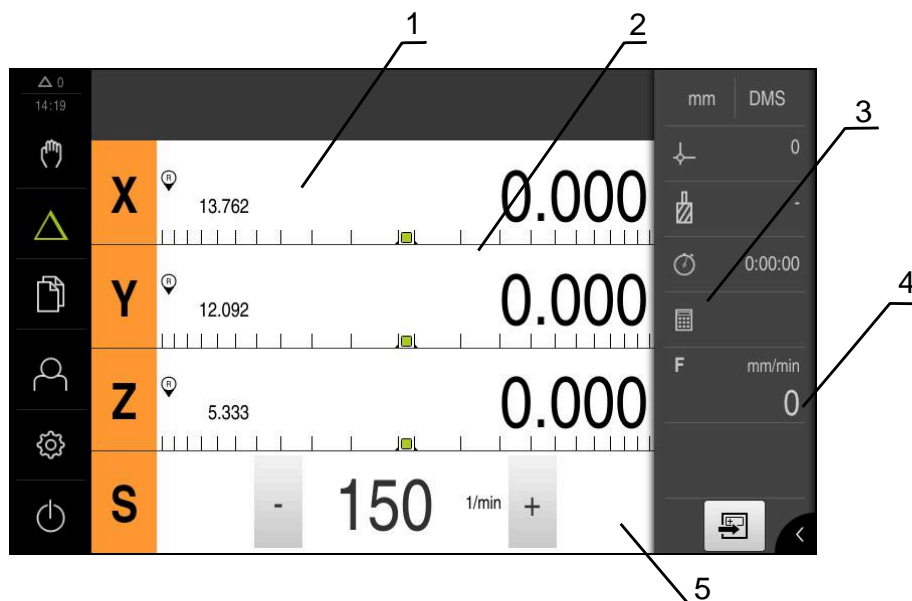 1
2
3
4
5
0
14:19
mm DMS
0
-
0:00:00
F mm/min
0
X R 13.762 0.000
Y R 12.092 0.000
Z R 5.333 0.000
S - 150 1/min +